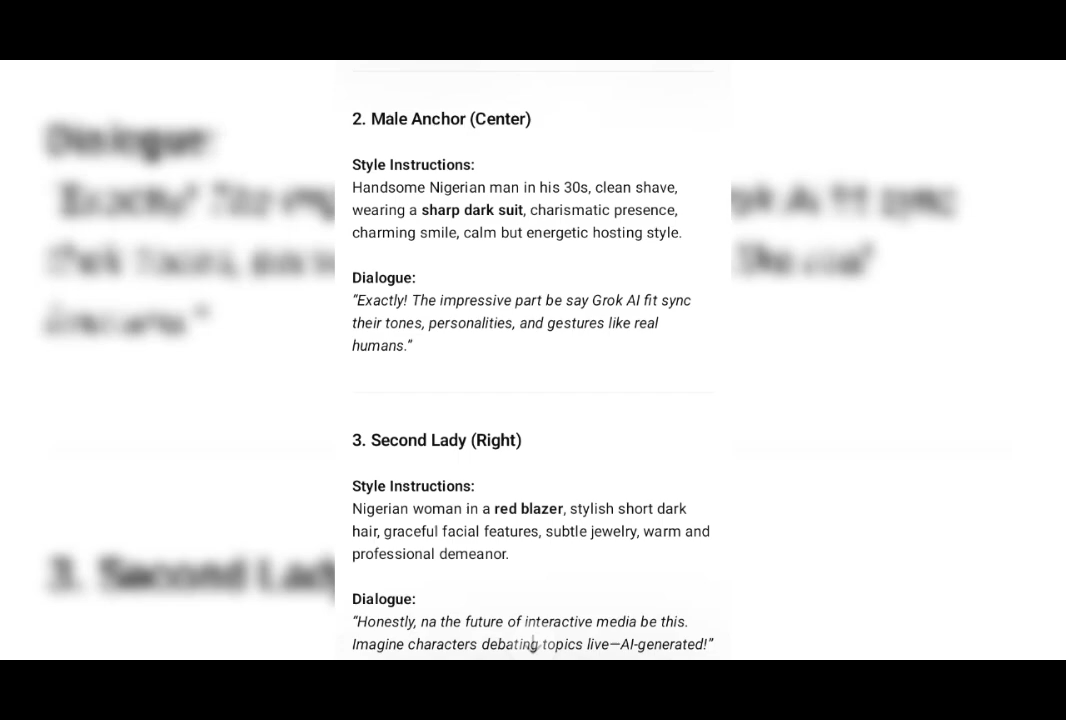 2. Male Anchor (Center)
Style Instructions:
Handsome Nigerian man in his 30s, clean shave,
wearing a sharp dark suit, charismatic presence,
charming smile, calm but energetic hosting style.
Dialogue:
“Exactly! The impressive part be say Grok AI fit sync
their tones, personalities, and gestures like real
humans.”
3. Second Lady (Right)
Style Instructions:
Nigerian woman in a red blazer, stylish short dark
hair, graceful facial features, subtle jewelry, warm and
professional demeanor.
Dialogue:
“Honestly, na the future of interactive media be this.
Imagine characters debating topics live—AI-generated!”